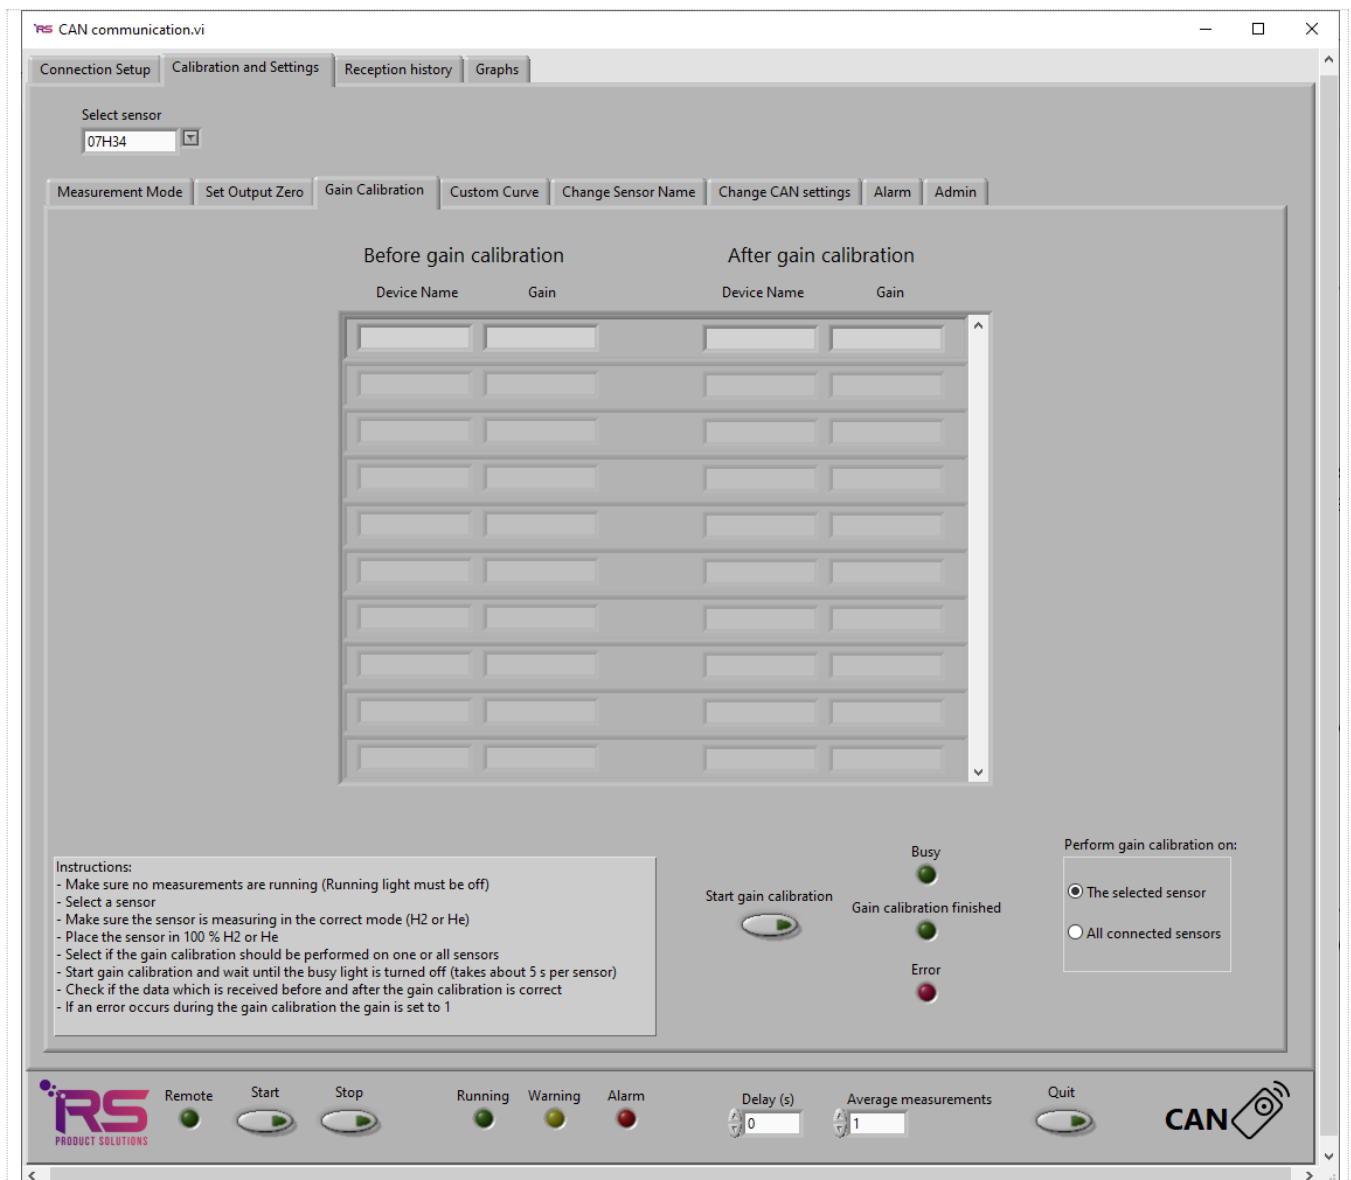 RS CAN communication.vi
Connection Setup Calibration and Settings Reception history Graphs
Select sensor
07H34
Measurement Mode Set Output Zero Gain Calibration Custom Curve Change Sensor Name Change CAN settings Alarm Admin
Before gain calibration After gain calibration
Device Name Gain Device Name Gain
Instructions:
- Make sure no measurements are running (Running light must be off)
- Select a sensor
- Make sure the sensor is measuring in the correct mode (H2 or He)
- Place the sensor in 100 % H2 or He
- Select if the gain calibration should be performed on one or all sensors
- Start gain calibration and wait until the busy light is turned off (takes about 5 s per sensor)
- Check if the data which is received before and after the gain calibration is correct
- If an error occurs during the gain calibration the gain is set to 1
Start gain calibration
Busy
Gain calibration finished
Error
Perform gain calibration on:
The selected sensor
All connected sensors
RS
PRODUCT SOLUTIONS
Remote Start Stop Running Warning Alarm Delay (s) Average measurements Quit
0 1
CAN